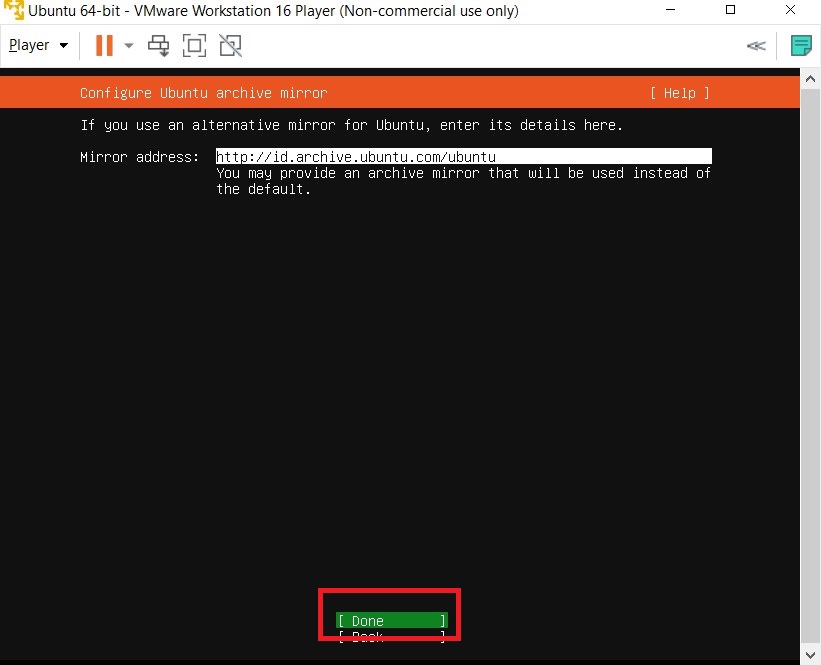 Ubuntu 64-bit - VMware Workstation 16 Player (Non-commercial use only)
Player
Configure Ubuntu archive mirror [ Help ]
If you use an alternative mirror for Ubuntu, enter its details here.
Mirror address: http://id.archive.ubuntu.com/ubuntu
You may provide an archive mirror that will be used instead of
the default.
[ Done ]
[ Back ]